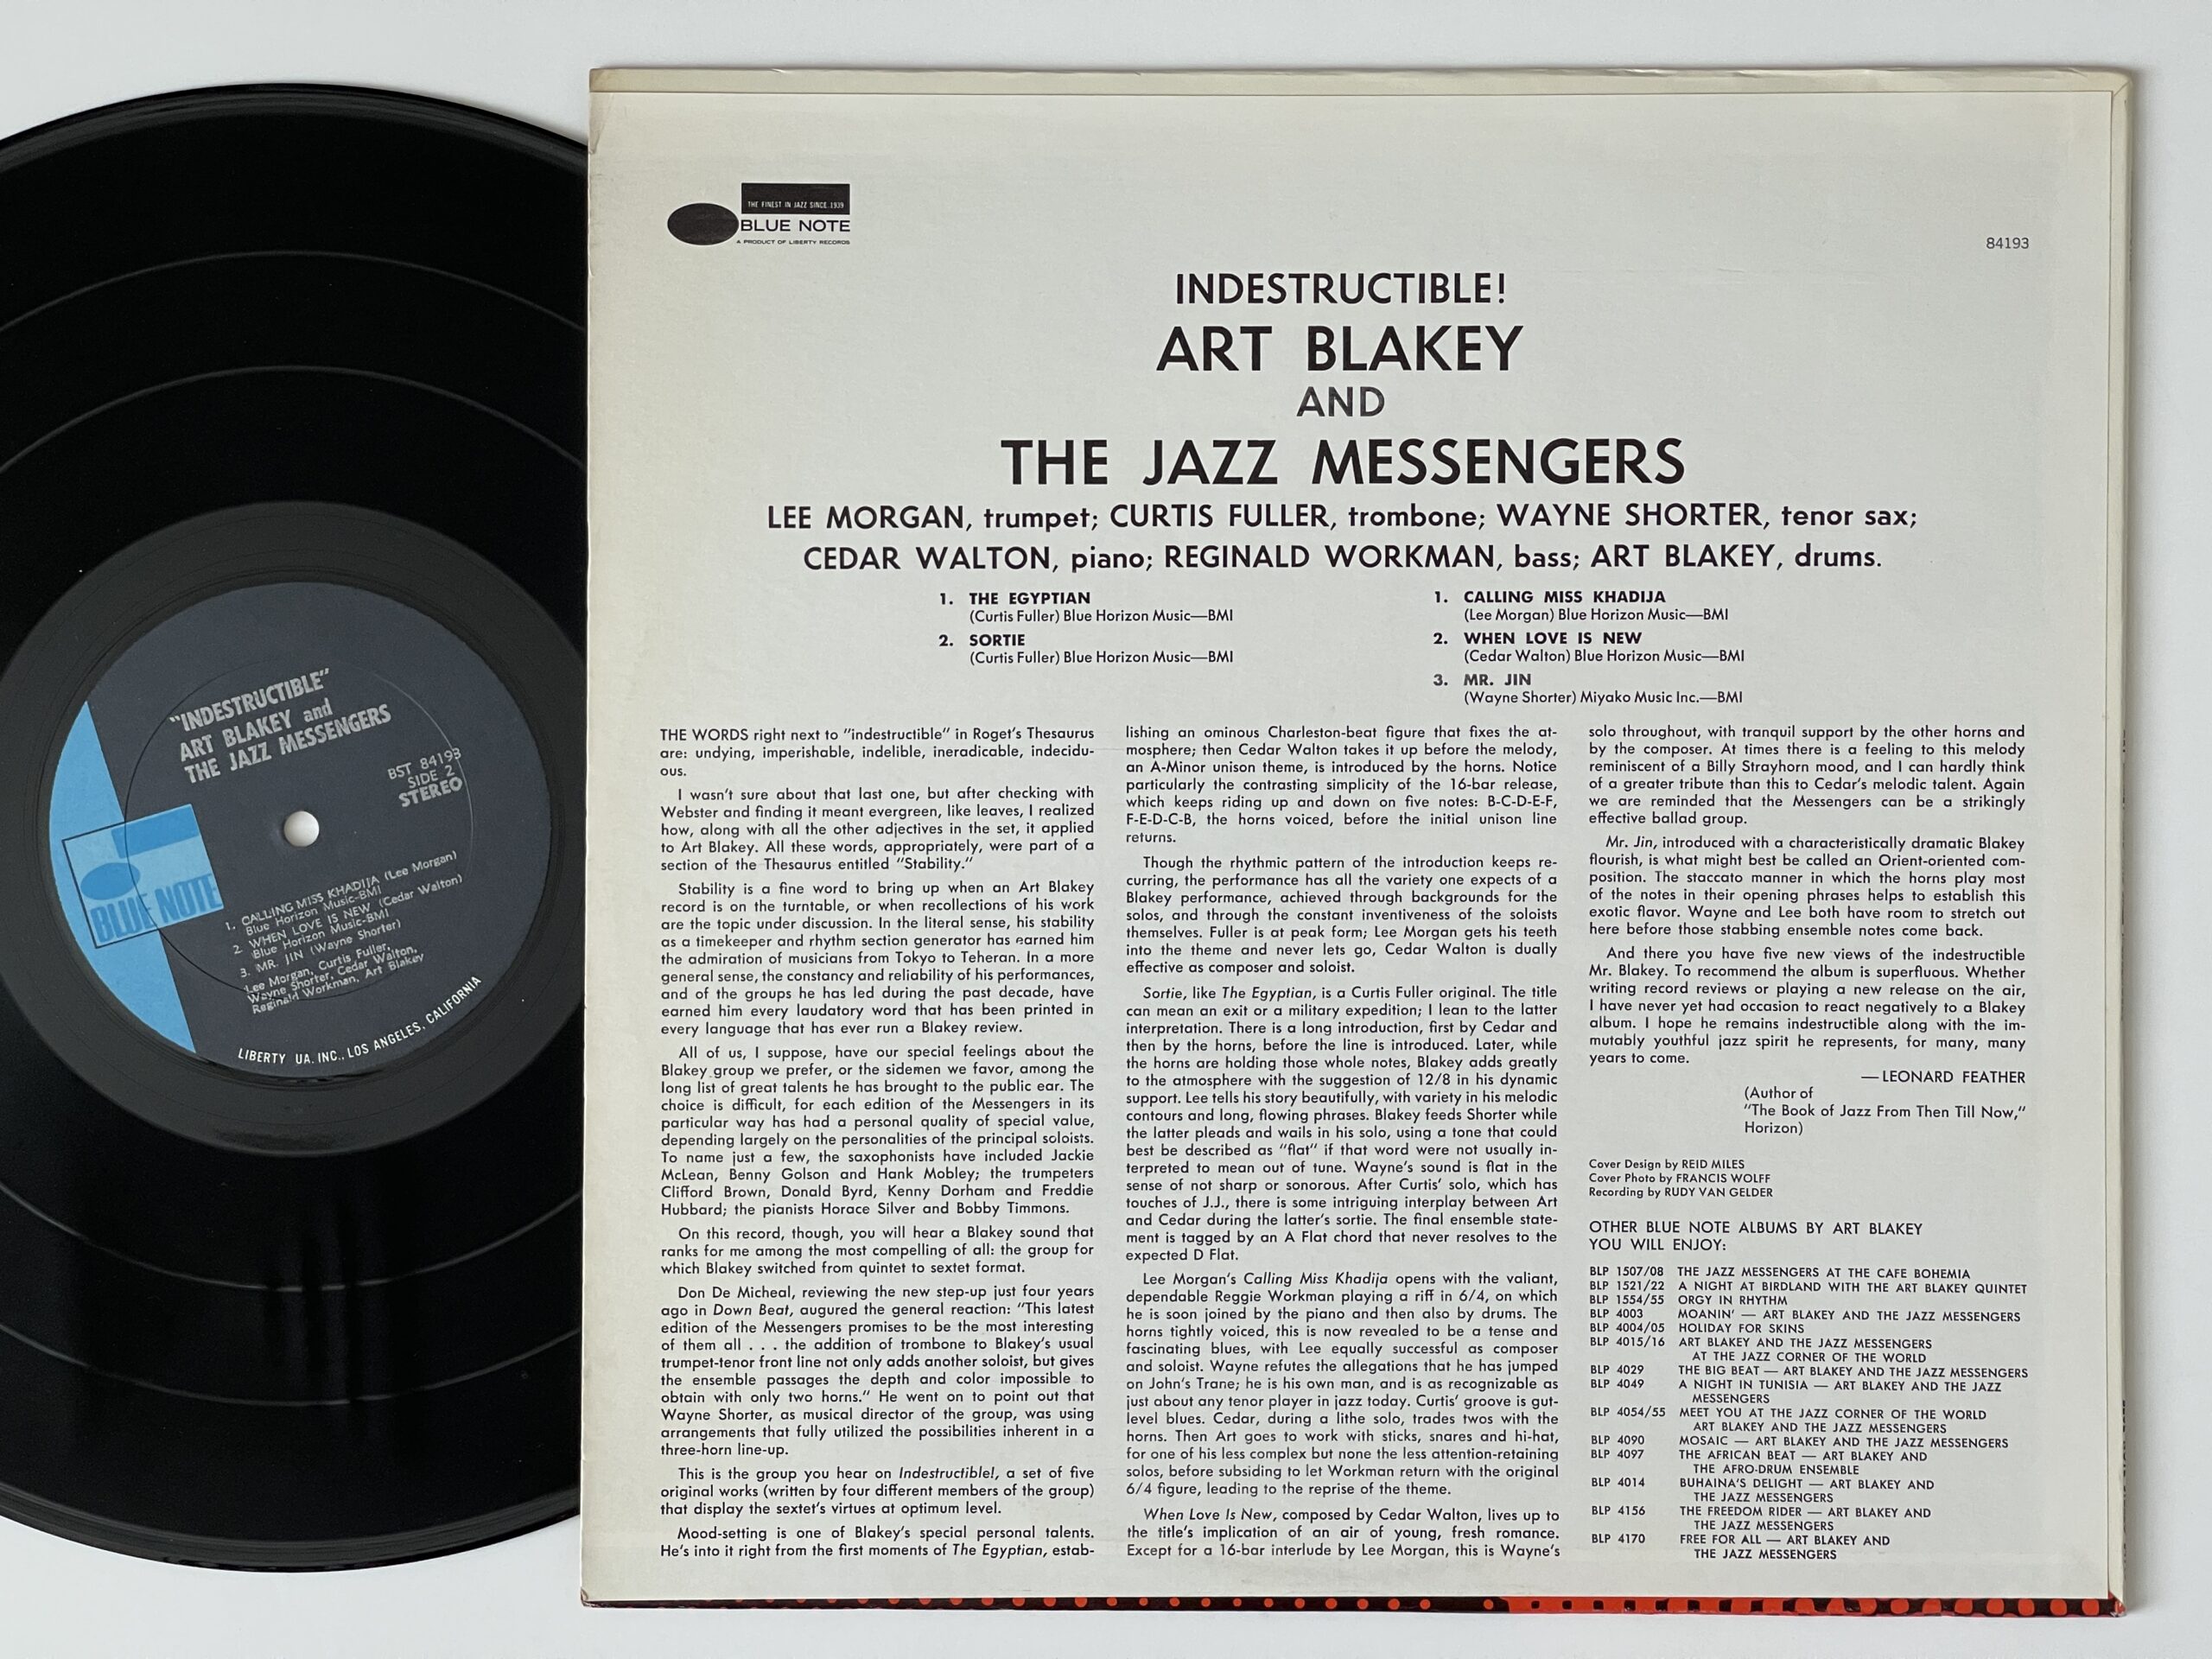 "INDESTRUCTIBLE"
ART BLAKEY and
THE JAZZ MESSENGERS
BST 84193
SIDE 2
STEREO
BLUE NOTE
1. CALLING MISS KHADIJA (Lee Morgan)
Blue Horizon Music-BMI
2. WHEN LOVE IS NEW (Cedar Walton)
Blue Horizon Music-BMI
3. MR. JIN (Wayne Shorter)
Lee Morgan, Curtis Fuller,
Wayne Shorter, Cedar Walton,
Reginald Workman, Art Blakey
LIBERTY UA. INC., LOS ANGELES, CALIFORNIA
THE FINEST IN JAZZ SINCE 1939
BLUE NOTE
A PRODUCT OF LIBERTY RECORDS
84193
INDESTRUCTIBLE!
ART BLAKEY
AND
THE JAZZ MESSENGERS
LEE MORGAN, trumpet; CURTIS FULLER, trombone; WAYNE SHORTER, tenor sax;
CEDAR WALTON, piano; REGINALD WORKMAN, bass; ART BLAKEY, drums.
1. THE EGYPTIAN
(Curtis Fuller) Blue Horizon Music—BMI
2. SORTIE
(Curtis Fuller) Blue Horizon Music—BMI
1. CALLING MISS KHADIJA
(Lee Morgan) Blue Horizon Music—BMI
2. WHEN LOVE IS NEW
(Cedar Walton) Blue Horizon Music—BMI
3. MR. JIN
(Wayne Shorter) Miyako Music Inc.—BMI
THE WORDS right next to "indestructible" in Roget's Thesaurus
are: undying, imperishable, indelible, ineradicable, indecidu-
ous.
I wasn't sure about that last one, but after checking with
Webster and finding it meant evergreen, like leaves, I realized
how, along with all the other adjectives in the set, it applied
to Art Blakey. All these words, appropriately, were part of a
section of the Thesaurus entitled "Stability."
Stability is a fine word to bring up when an Art Blakey
record is on the turntable, or when recollections of his work
are the topic under discussion. In the literal sense, his stability
as a timekeeper and rhythm section generator has earned him
the admiration of musicians from Tokyo to Teheran. In a more
general sense, the constancy and reliability of his performances,
and of the groups he has led during the past decade, have
earned him every laudatory word that has been printed in
every language that has ever run a Blakey review.
All of us, I suppose, have our special feelings about the
Blakey group we prefer, or the sidemen we favor, among the
long list of great talents he has brought to the public ear. The
choice is difficult, for each edition of the Messengers in its
particular way has had a personal quality of special value,
depending largely on the personalities of the principal soloists.
To name just a few, the saxophonists have included Jackie
McLean, Benny Golson and Hank Mobley; the trumpeters
Clifford Brown, Donald Byrd, Kenny Dorham and Freddie
Hubbard; the pianists Horace Silver and Bobby Timmons.
On this record, though, you will hear a Blakey sound that
ranks for me among the most compelling of all: the group for
which Blakey switched from quintet to sextet format.
Don De Micheal, reviewing the new step-up just four years
ago in Down Beat, augured the general reaction: "This latest
edition of the Messengers promises to be the most interesting
of them all . . . the addition of trombone to Blakey's usual
trumpet-tenor front line not only adds another soloist, but gives
the ensemble passages the depth and color impossible to
obtain with only two horns." He went on to point out that
Wayne Shorter, as musical director of the group, was using
arrangements that fully utilized the possibilities inherent in a
three-horn line-up.
This is the group you hear on Indestructible!, a set of five
original works (written by four different members of the group)
that display the sextet's virtues at optimum level.
Mood-setting is one of Blakey's special personal talents.
He's into it right from the first moments of The Egyptian, estab-
lishing an ominous Charleston-beat figure that fixes the at-
mosphere; then Cedar Walton takes it up before the melody,
an A-Minor unison theme, is introduced by the horns. Notice
particularly the contrasting simplicity of the 16-bar release,
which keeps riding up and down on five notes: B-C-D-E-F,
F-E-D-C-B, the horns voiced, before the initial unison line
returns.
Though the rhythmic pattern of the introduction keeps re-
curring, the performance has all the variety one expects of a
Blakey performance, achieved through backgrounds for the
solos, and through the constant inventiveness of the soloists
themselves. Fuller is at peak form; Lee Morgan gets his teeth
into the theme and never lets go, Cedar Walton is dually
effective as composer and soloist.
Sortie, like The Egyptian, is a Curtis Fuller original. The title
can mean an exit or a military expedition; I lean to the latter
interpretation. There is a long introduction, first by Cedar and
then by the horns, before the line is introduced. Later, while
the horns are holding those whole notes, Blakey adds greatly
to the atmosphere with the suggestion of 12/8 in his dynamic
support. Lee tells his story beautifully, with variety in his melodic
contours and long, flowing phrases. Blakey feeds Shorter while
the latter pleads and wails in his solo, using a tone that could
best be described as "flat" if that word were not usually in-
terpreted to mean out of tune. Wayne's sound is flat in the
sense of not sharp or sonorous. After Curtis' solo, which has
touches of J.J., there is some intriguing interplay between Art
and Cedar during the latter's sortie. The final ensemble state-
ment is tagged by an A Flat chord that never resolves to the
expected D Flat.
Lee Morgan's Calling Miss Khadija opens with the valiant,
dependable Reggie Workman playing a riff in 6/4, on which
he is soon joined by the piano and then also by drums. The
horns tightly voiced, this is now revealed to be a tense and
fascinating blues, with Lee equally successful as composer
and soloist. Wayne refutes the allegations that he has jumped
on John's Trane; he is his own man, and is as recognizable as
just about any tenor player in jazz today. Curtis' groove is gut-
level blues. Cedar, during a lithe solo, trades twos with the
horns. Then Art goes to work with sticks, snares and hi-hat,
for one of his less complex but none the less attention-retaining
solos, before subsiding to let Workman return with the original
6/4 figure, leading to the reprise of the theme.
When Love Is New, composed by Cedar Walton, lives up to
the title's implication of an air of young, fresh romance.
Except for a 16-bar interlude by Lee Morgan, this is Wayne's
solo throughout, with tranquil support by the other horns and
by the composer. At times there is a feeling to this melody
reminiscent of a Billy Strayhorn mood, and I can hardly think
of a greater tribute than this to Cedar's melodic talent. Again
we are reminded that the Messengers can be a strikingly
effective ballad group.
Mr. Jin, introduced with a characteristically dramatic Blakey
flourish, is what might best be called an Orient-oriented com-
position. The staccato manner in which the horns play most
of the notes in their opening phrases helps to establish this
exotic flavor. Wayne and Lee both have room to stretch out
here before those stabbing ensemble notes come back.
And there you have five new views of the indestructible
Mr. Blakey. To recommend the album is superfluous. Whether
writing record reviews or playing a new release on the air,
I have never yet had occasion to react negatively to a Blakey
album. I hope he remains indestructible along with the im-
mutably youthful jazz spirit he represents, for many, many
years to come.
—LEONARD FEATHER
(Author of
"The Book of Jazz From Then Till Now,"
Horizon)
Cover Design by REID MILES
Cover Photo by FRANCIS WOLFF
Recording by RUDY VAN GELDER
OTHER BLUE NOTE ALBUMS BY ART BLAKEY
YOU WILL ENJOY:
BLP 1507/08 THE JAZZ MESSENGERS AT THE CAFE BOHEMIA
BLP 1521/22 A NIGHT AT BIRDLAND WITH THE ART BLAKEY QUINTET
BLP 1554/55 ORGY IN RHYTHM
BLP 4003 MOANIN' — ART BLAKEY AND THE JAZZ MESSENGERS
BLP 4004/05 HOLIDAY FOR SKINS
BLP 4015/16 ART BLAKEY AND THE JAZZ MESSENGERS
AT THE JAZZ CORNER OF THE WORLD
BLP 4029 THE BIG BEAT — ART BLAKEY AND THE JAZZ MESSENGERS
BLP 4049 A NIGHT IN TUNISIA — ART BLAKEY AND THE JAZZ
MESSENGERS
BLP 4054/55 MEET YOU AT THE JAZZ CORNER OF THE WORLD
ART BLAKEY AND THE JAZZ MESSENGERS
BLP 4090 MOSAIC — ART BLAKEY AND THE JAZZ MESSENGERS
BLP 4097 THE AFRICAN BEAT — ART BLAKEY AND
THE AFRO-DRUM ENSEMBLE
BLP 4014 BUHAINA'S DELIGHT — ART BLAKEY AND
THE JAZZ MESSENGERS
BLP 4156 THE FREEDOM RIDER — ART BLAKEY AND
THE JAZZ MESSENGERS
BLP 4170 FREE FOR ALL — ART BLAKEY AND
THE JAZZ MESSENGERS